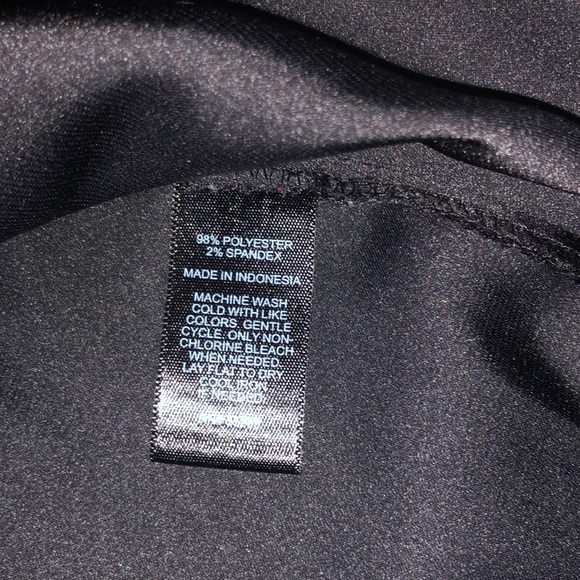 98% POLYESTER
2% SPANDEX
MADE IN INDONESIA
MACHINE WASH
COLD WITH LIKE
COLORS. GENTLE
CYCLE. ONLY NON-
CHLORINE BLEACH
WHEN NEEDED.
LAY FLAT TO DRY.
COOL IRON
IF NEEDED.